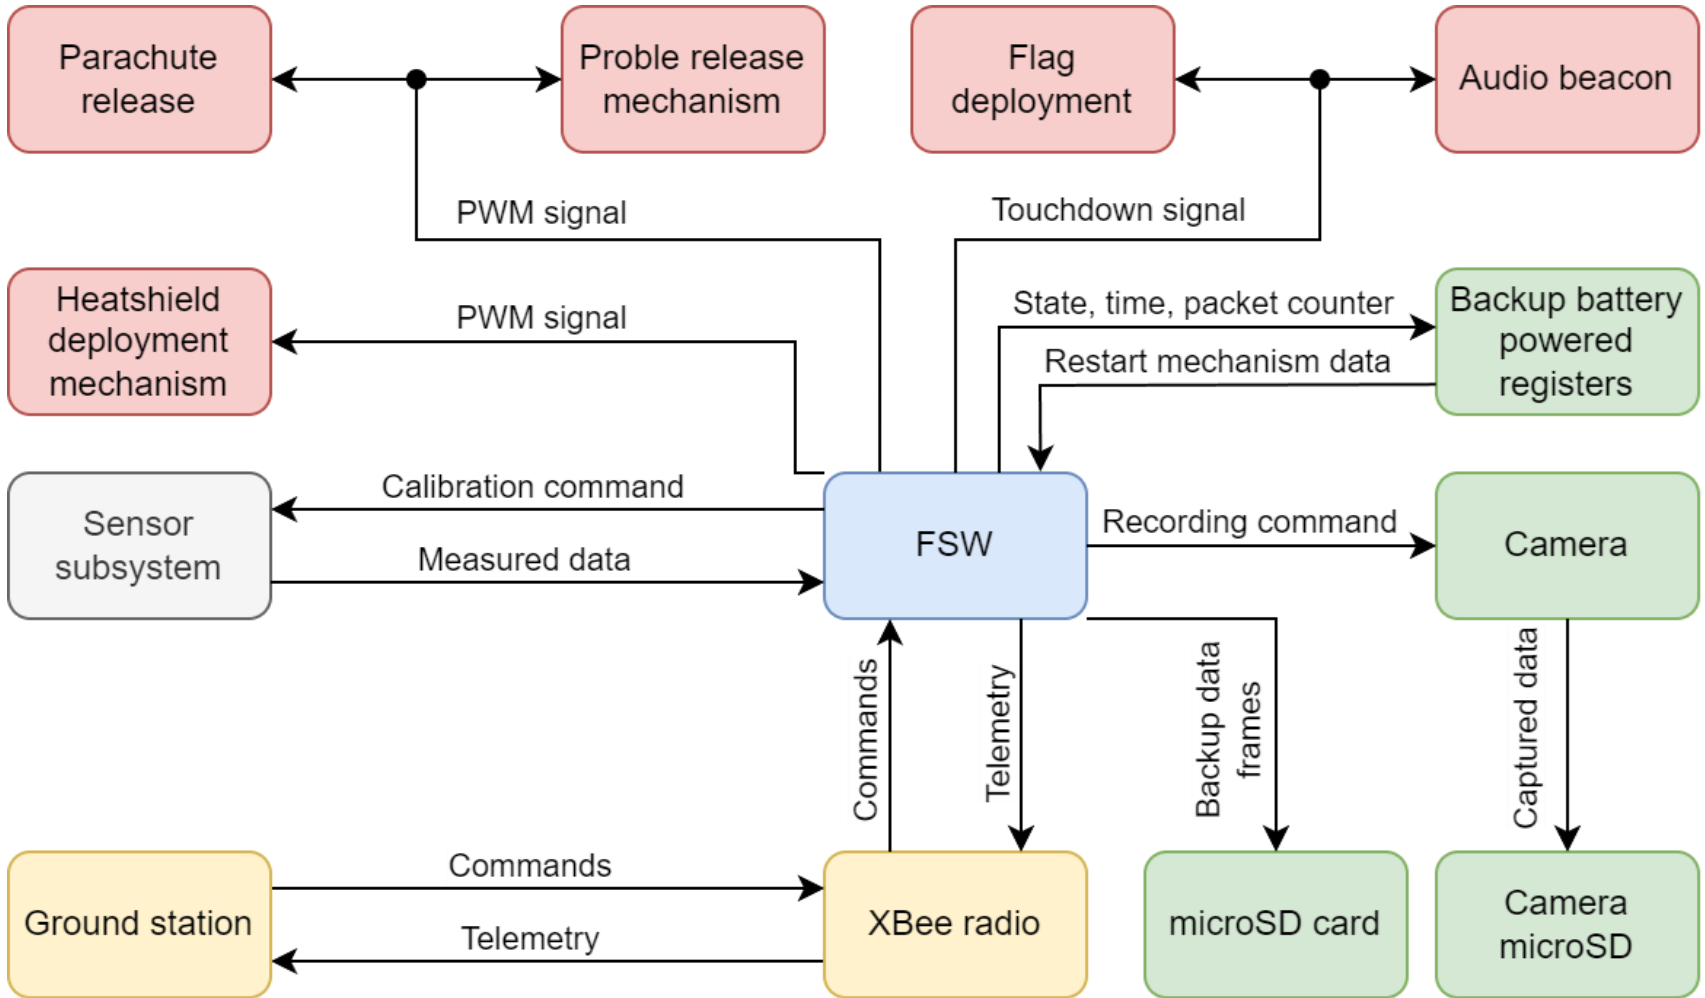 Parachute
release
Proble release
mechanism
Flag
deployment
Audio beacon
PWM signal
Touchdown signal
Heatshield
deployment
mechanism
PWM signal
State, time, packet counter
Restart mechanism data
Backup battery
powered
registers
Sensor
subsystem
Calibration command
Measured data
FSW
Recording command
Camera
Commands
Telemetry
Backup data
frames
Captured data
Ground station
Commands
Telemetry
XBee radio
microSD card
Camera
microSD